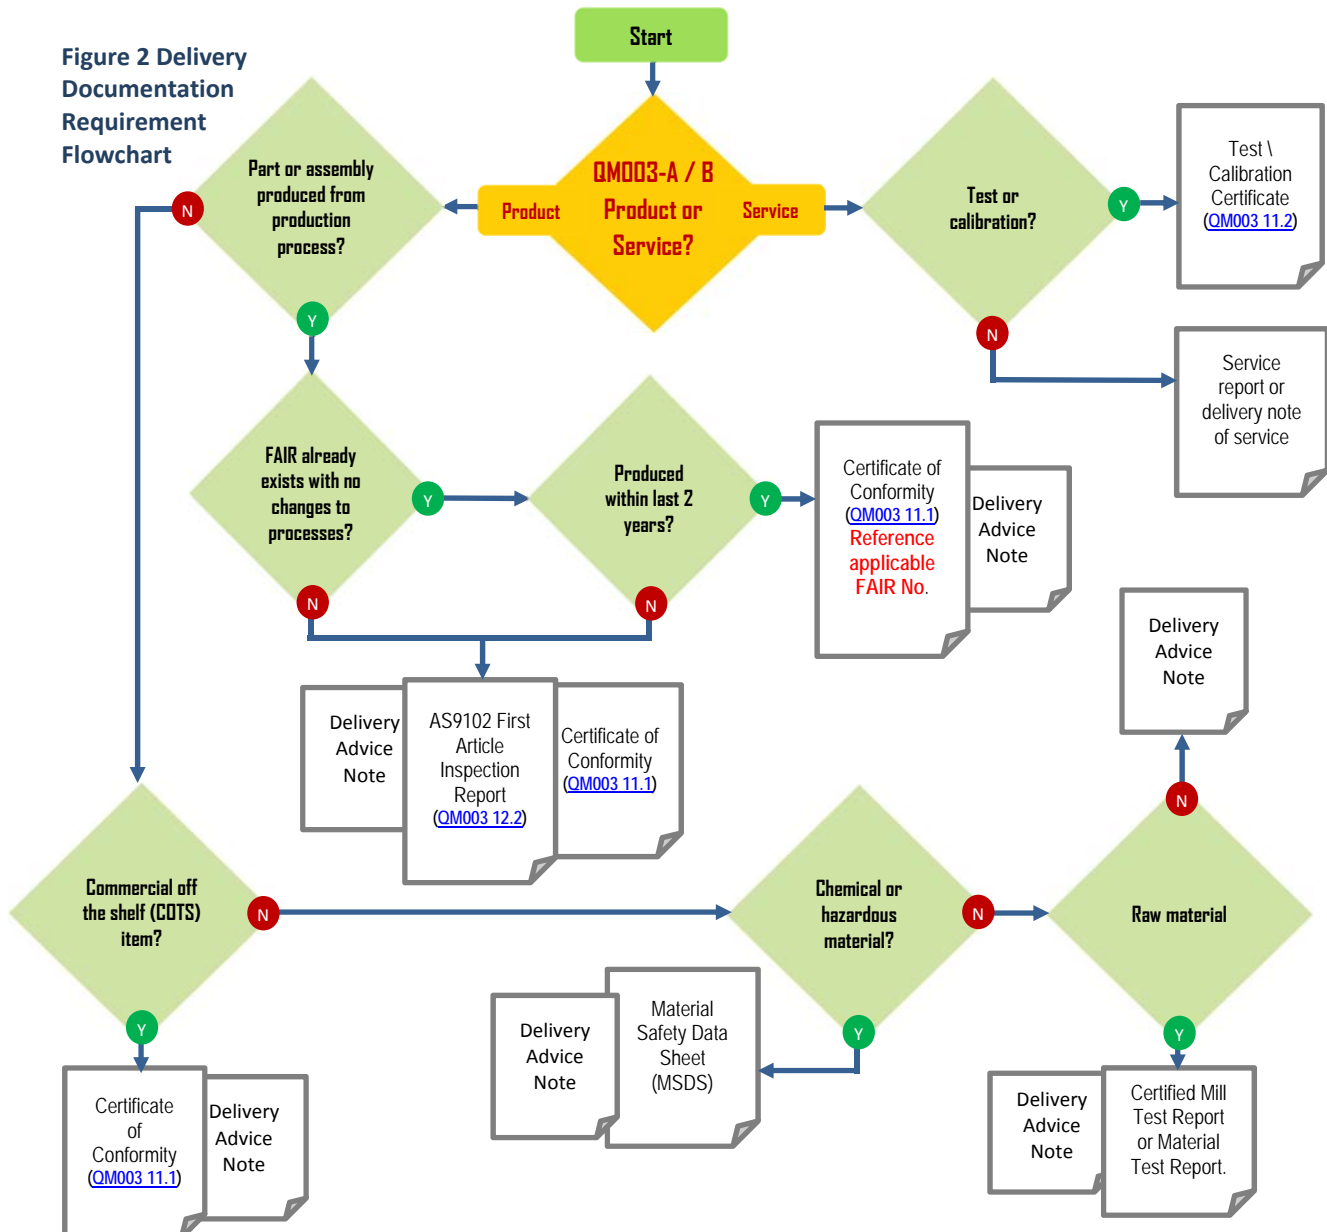 Figure 2 Delivery
Documentation
Requirement
Flowchart
Start
QM003-A / B
Product or
Service?
Product
Service
Part or assembly
produced from
production
process?
N
Y
Test or
calibration?
Y
N
Test \
Calibration
Certificate
(QM003 11.2)
Service
report or
delivery note
of service
FAIR already
exists with no
changes to
processes?
Y
N
Produced
within last 2
years?
Y
N
Certificate of
Conformity
(QM003 11.1)
Reference
applicable
FAIR No.
Delivery
Advice
Note
Delivery
Advice
Note
AS9102 First
Article
Inspection
Report
(QM003 12.2)
Certificate of
Conformity
(QM003 11.1)
Delivery
Advice
Note
Commercial off
the shelf (COTS)
item?
N
Y
Chemical or
hazardous
material?
N
Y
Raw material
N
Y
Certificate
of
Conformity
(QM003 11.1)
Delivery
Advice
Note
Delivery
Advice
Note
Material
Safety Data
Sheet
(MSDS)
Delivery
Advice
Note
Certified Mill
Test Report
or Material
Test Report.